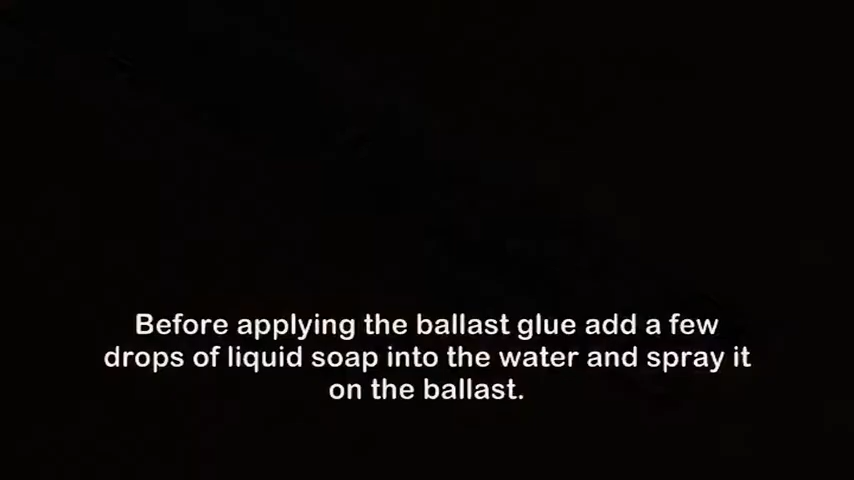 Before applying the ballast glue add a few
drops of liquid soap into the water and spray it
on the ballast.